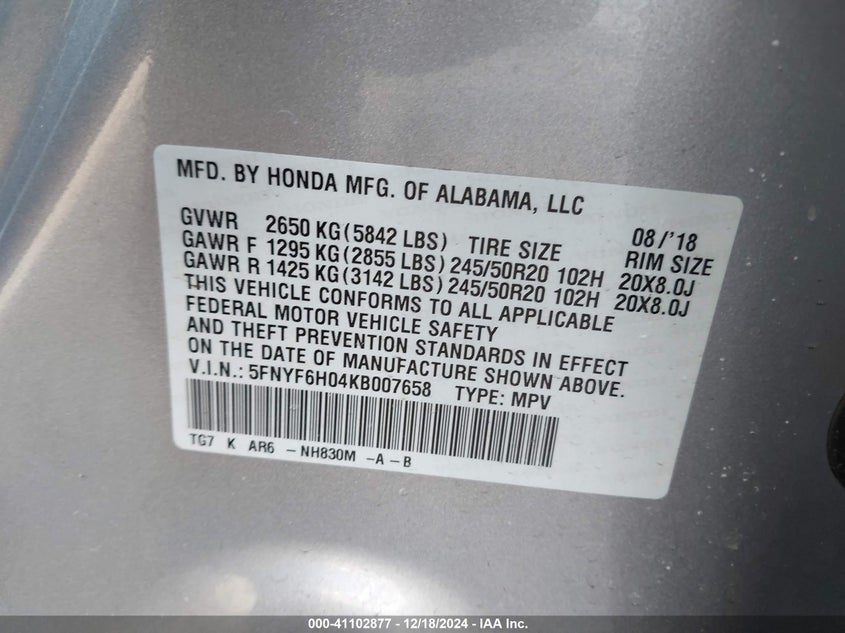 MFD. BY HONDA MFG. OF ALABAMA, LLC
08/'18
GVWR 2650 KG(5842 LBS) TIRE SIZE RIM SIZE
GAWR F 1295 KG(2855 LBS) 245/50R20 102H 20X8.0J
GAWR R 1425 KG(3142 LBS) 245/50R20 102H 20X8.0J
THIS VEHICLE CONFORMS TO ALL APPLICABLE
FEDERAL MOTOR VEHICLE SAFETY
AND THEFT PREVENTION STANDARDS IN EFFECT
ON THE DATE OF MANUFACTURE SHOWN ABOVE.
V.I.N.: 5FNYF6H04KB007658 TYPE: MPV
TG7 K AR6 -NH830M -A-B
000-41102877 - 12/18/2024 - IAA Inc.